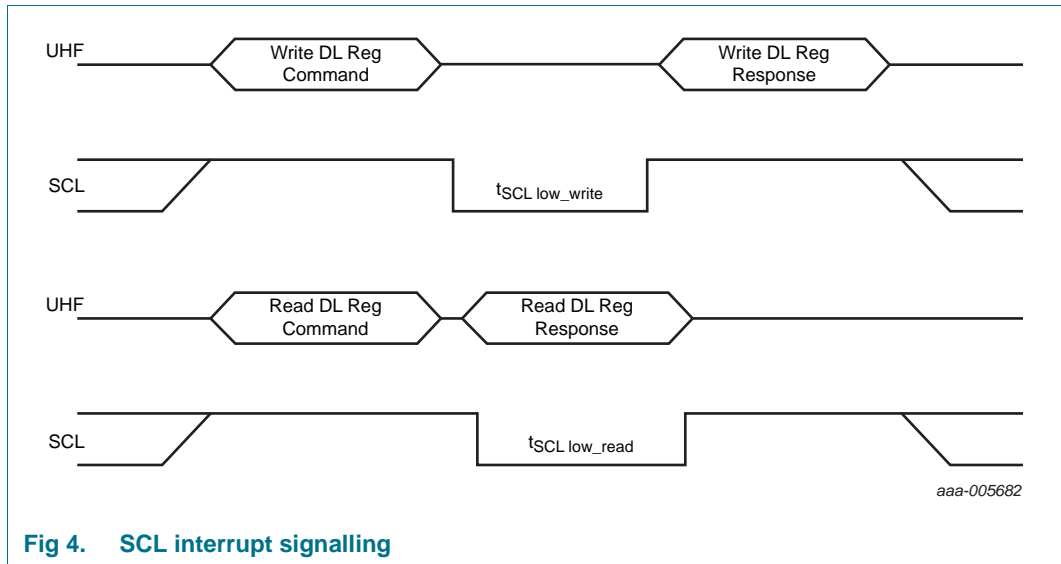 UHF
Write DL Reg
Command
Write DL Reg
Response
SCL
tSCL low_write
UHF
Read DL Reg
Command
Read DL Reg
Response
SCL
tSCL low_read
aaa-005682
Fig 4. SCL interrupt signalling